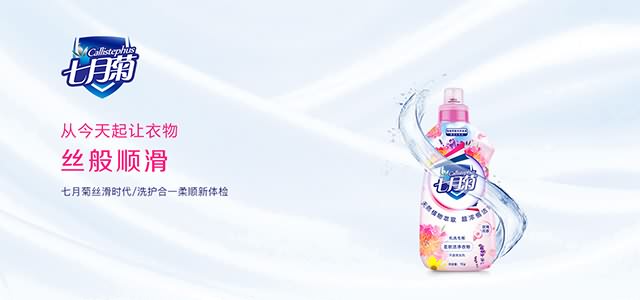 Callistephus
七月菊
从今天起让衣物
丝般顺滑
七月菊丝滑时代/洗护合一柔顺新体检
Callistephus
七月菊